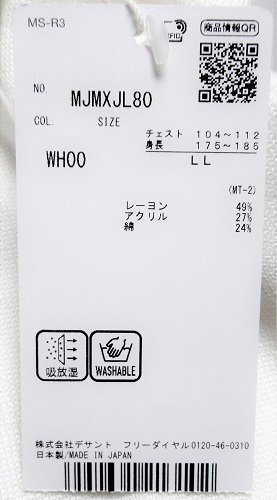 MS-R3
商品情報QR
NO. MJMXJL80
COL. SIZE
チェスト 104～112
身長 175～185
WH00 LL
(MT-2)
レーヨン 49%
アクリル 27%
綿 24%
吸放湿 WASHABLE
株式会社デサント フリーダイヤル0120-46-0310
日本製/MADE IN JAPAN